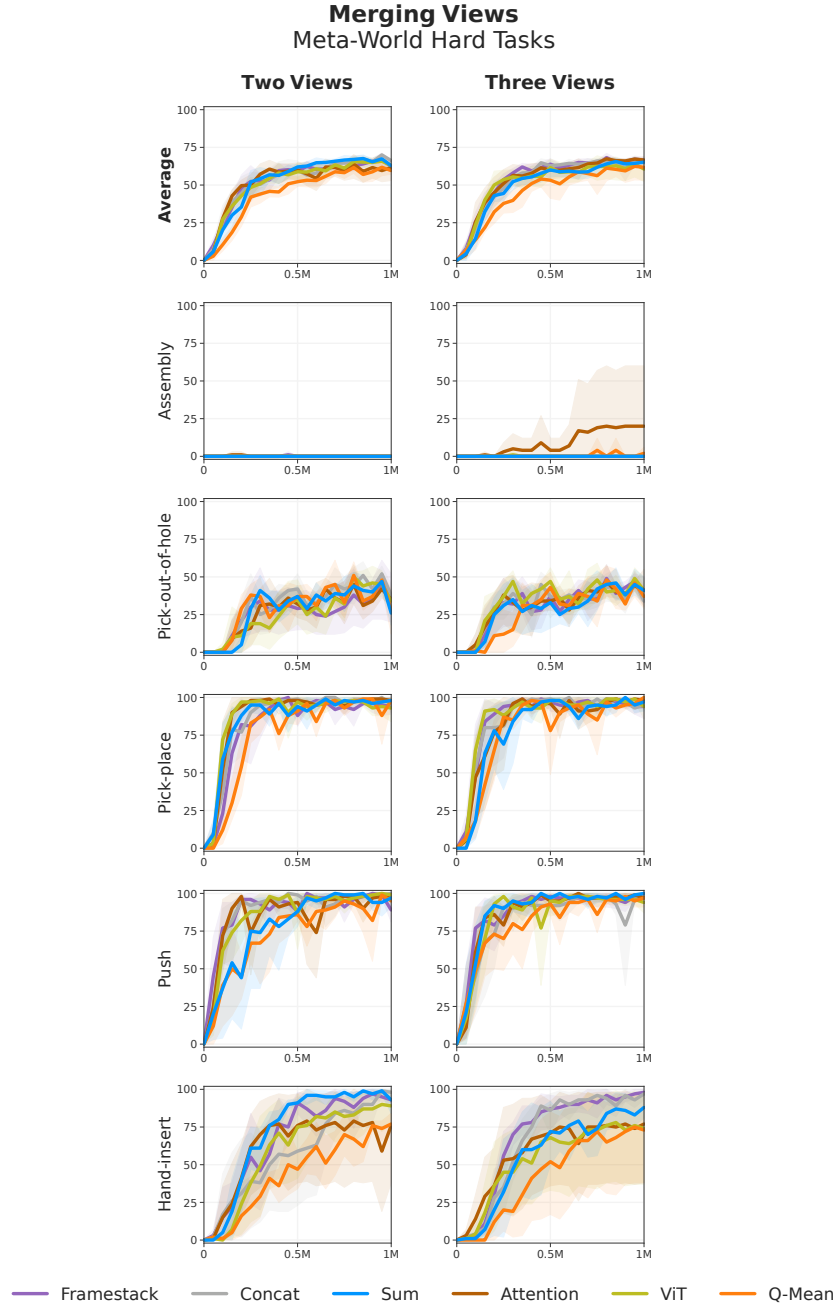 Merging Views
Meta-World Hard Tasks
Two Views
Three Views
Average
100
75
50
25
0
0
0.5M
1M
100
75
50
25
0
0
0.5M
1M
Assembly
100
75
50
25
0
0
0.5M
1M
100
75
50
25
0
0
0.5M
1M
Pick-out-of-hole
100
75
50
25
0
0
0.5M
1M
100
75
50
25
0
0
0.5M
1M
Pick-place
100
75
50
25
0
0
0.5M
1M
100
75
50
25
0
0
0.5M
1M
Push
100
75
50
25
0
0
0.5M
1M
100
75
50
25
0
0
0.5M
1M
Hand-insert
100
75
50
25
0
0
0.5M
1M
100
75
50
25
0
0
0.5M
1M
Framestack
Concat
Sum
Attention
ViT
Q-Mean